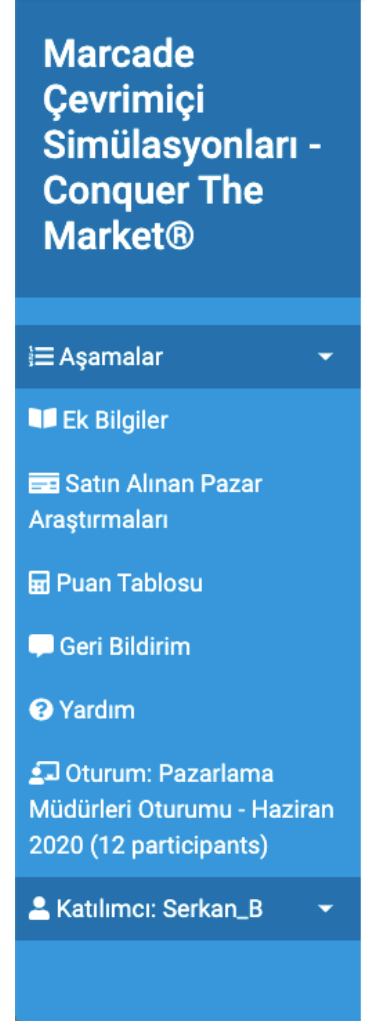 Marcade
Çevrimiçi
Simülasyonları -
Conquer The
Market®
Aşamalar
Ek Bilgiler
Satın Alınan Pazar
Araştırmaları
Puan Tablosu
Geri Bildirim
Yardım
Oturum: Pazarlama
Müdürleri Oturumu - Haziran
2020 (12 participants)
Katılımcı: Serkan_B